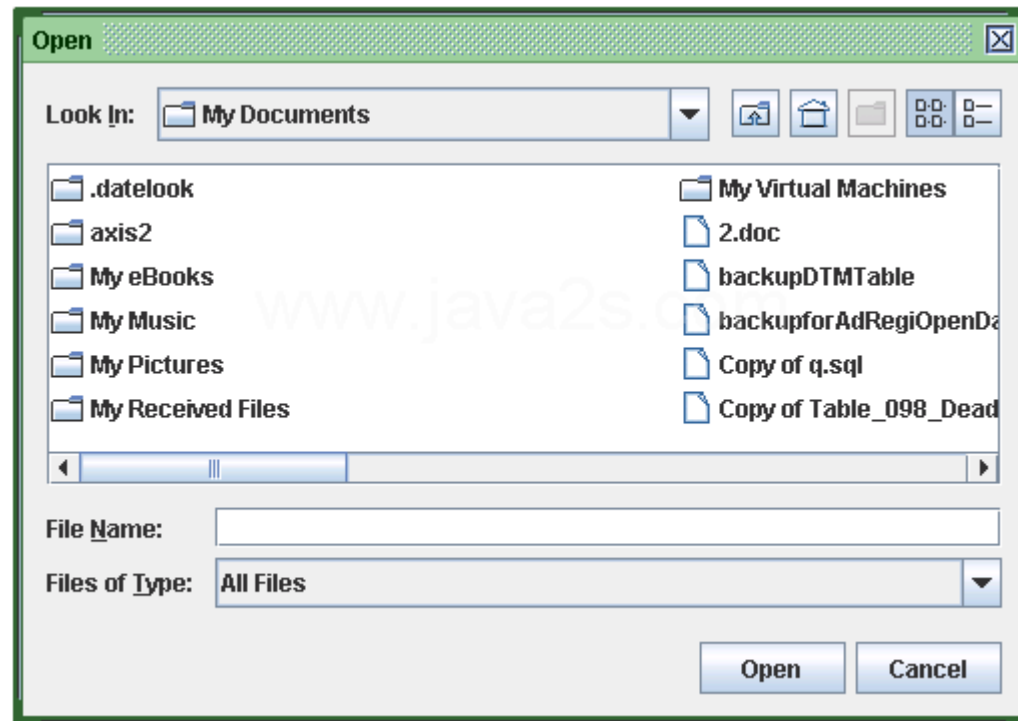 Open
Look In: My Documents
.datelook
axis2
My eBooks
My Music
My Pictures
My Received Files
My Virtual Machines
2.doc
backupDTMTable
backupforAdRegiOpenDa
Copy of q.sql
Copy of Table_098_Dead
www.java2s.com
File Name:
Files of Type: All Files
Open Cancel